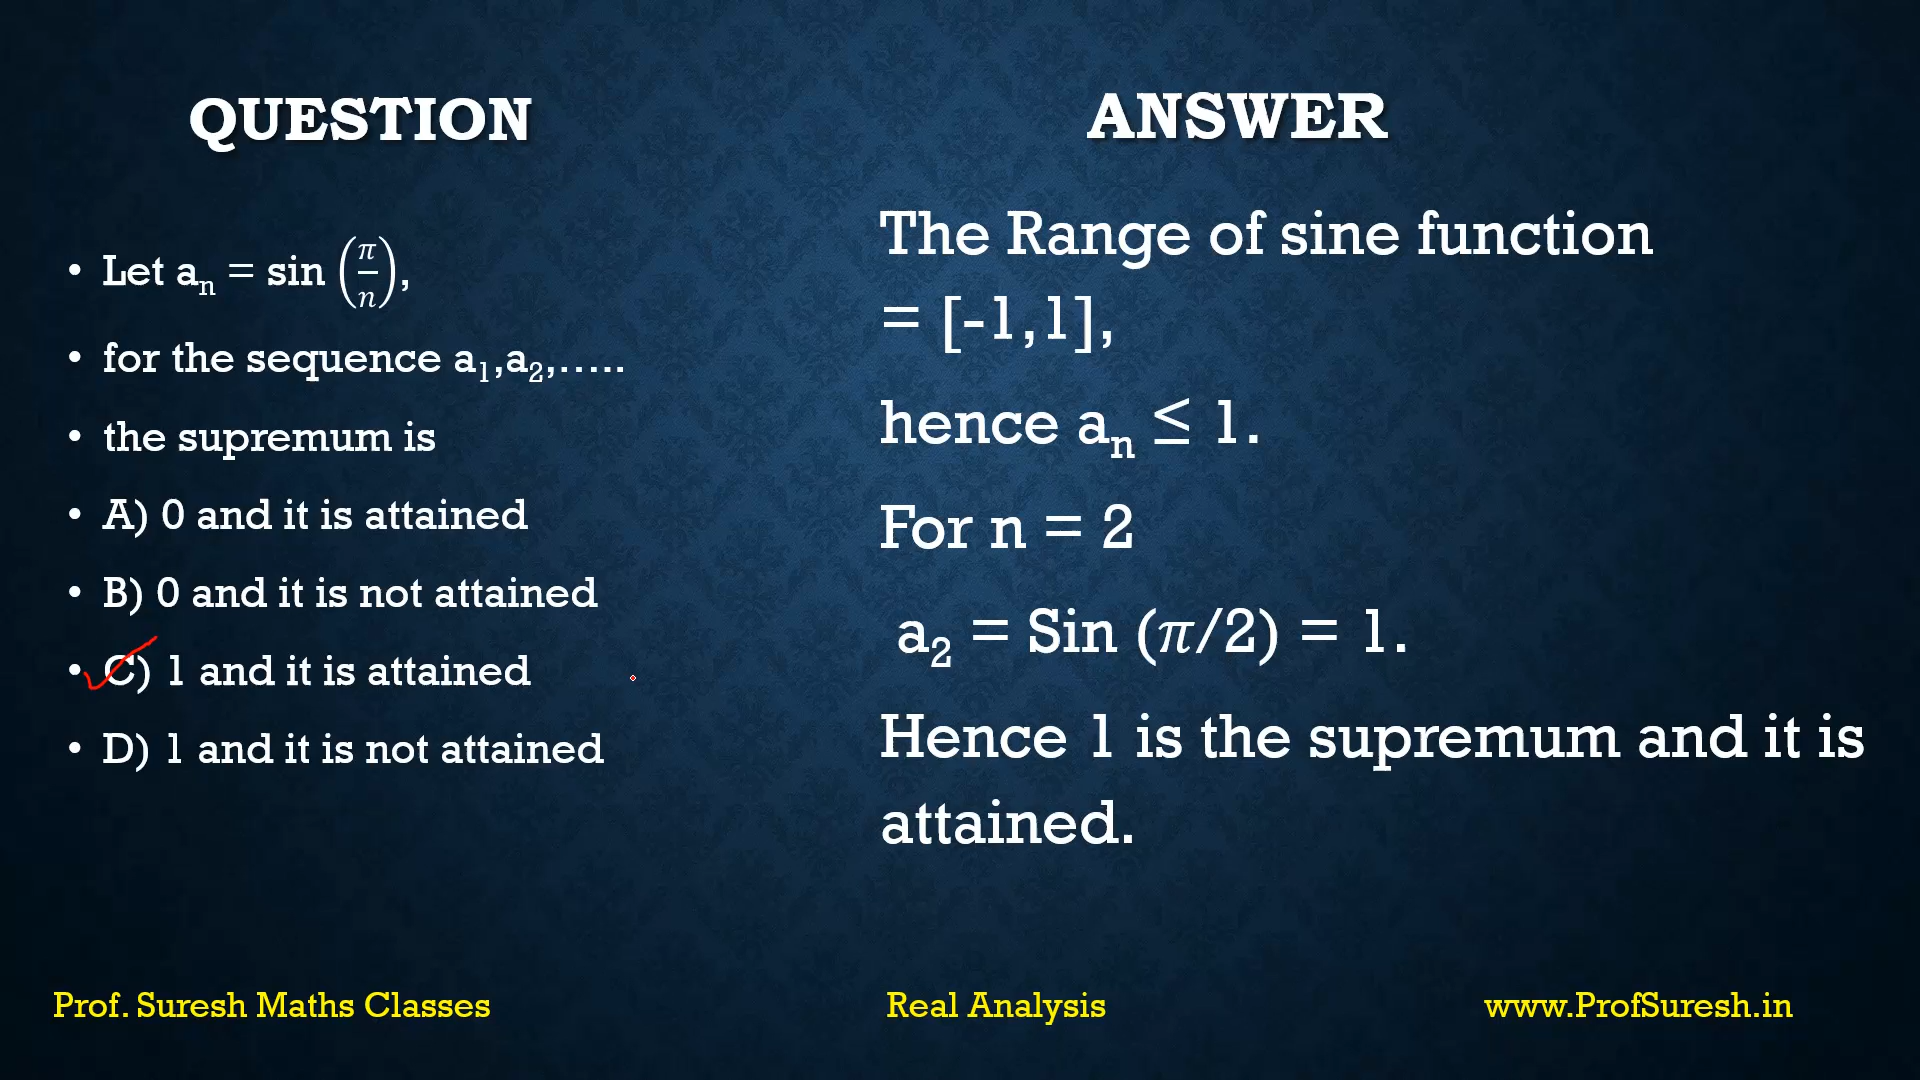 QUESTION
• Let aₙ = sin (π/n),
• for the sequence a₁,a₂,.....
• the supremum is
• A) 0 and it is attained
• B) 0 and it is not attained
• C) 1 and it is attained
• D) 1 and it is not attained
ANSWER
The Range of sine function
= [-1,1],
hence aₙ ≤ 1.
For n = 2
a₂ = Sin (π/2) = 1.
Hence 1 is the supremum and it is
attained.
Prof. Suresh Maths Classes
Real Analysis
www.ProfSuresh.in